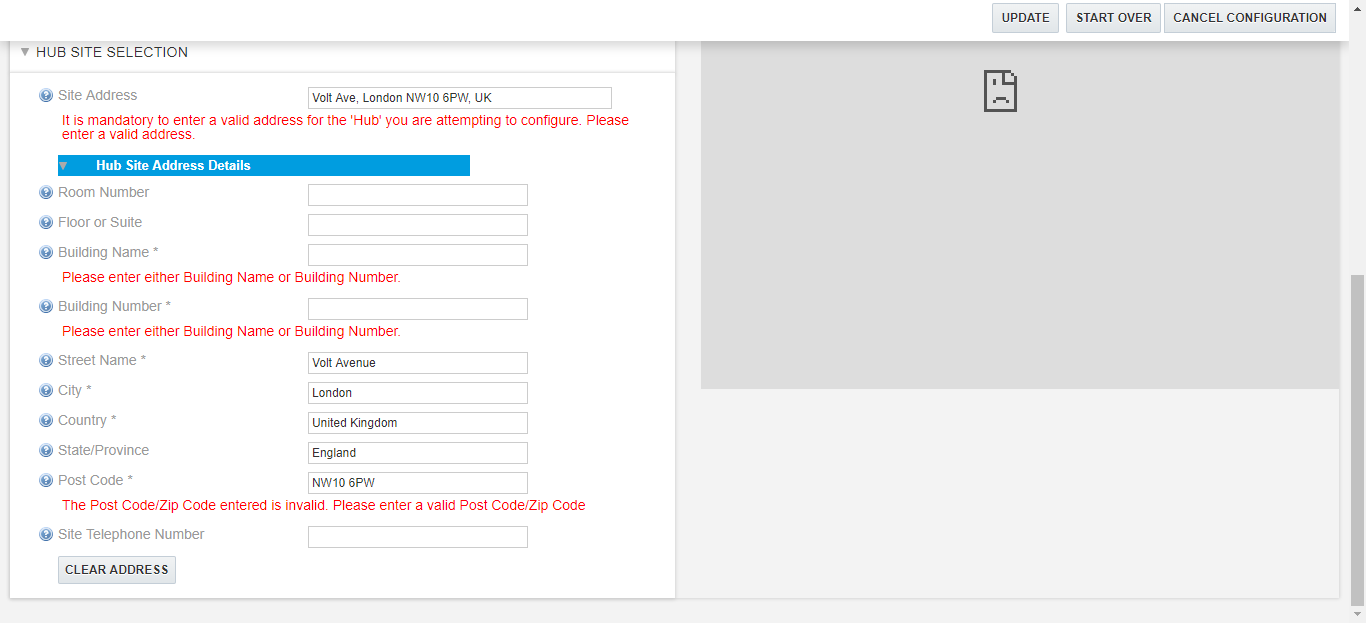 UPDATE START OVER CANCEL CONFIGURATION
HUB SITE SELECTION
Site Address Volt Ave, London NW10 6PW, UK
It is mandatory to enter a valid address for the 'Hub' you are attempting to configure. Please
enter a valid address.
Hub Site Address Details
Room Number
Floor or Suite
Building Name *
Please enter either Building Name or Building Number.
Building Number *
Please enter either Building Name or Building Number.
Street Name * Volt Avenue
City * London
Country * United Kingdom
State/Province England
Post Code * NW10 6PW
The Post Code/Zip Code entered is invalid. Please enter a valid Post Code/Zip Code
Site Telephone Number
CLEAR ADDRESS